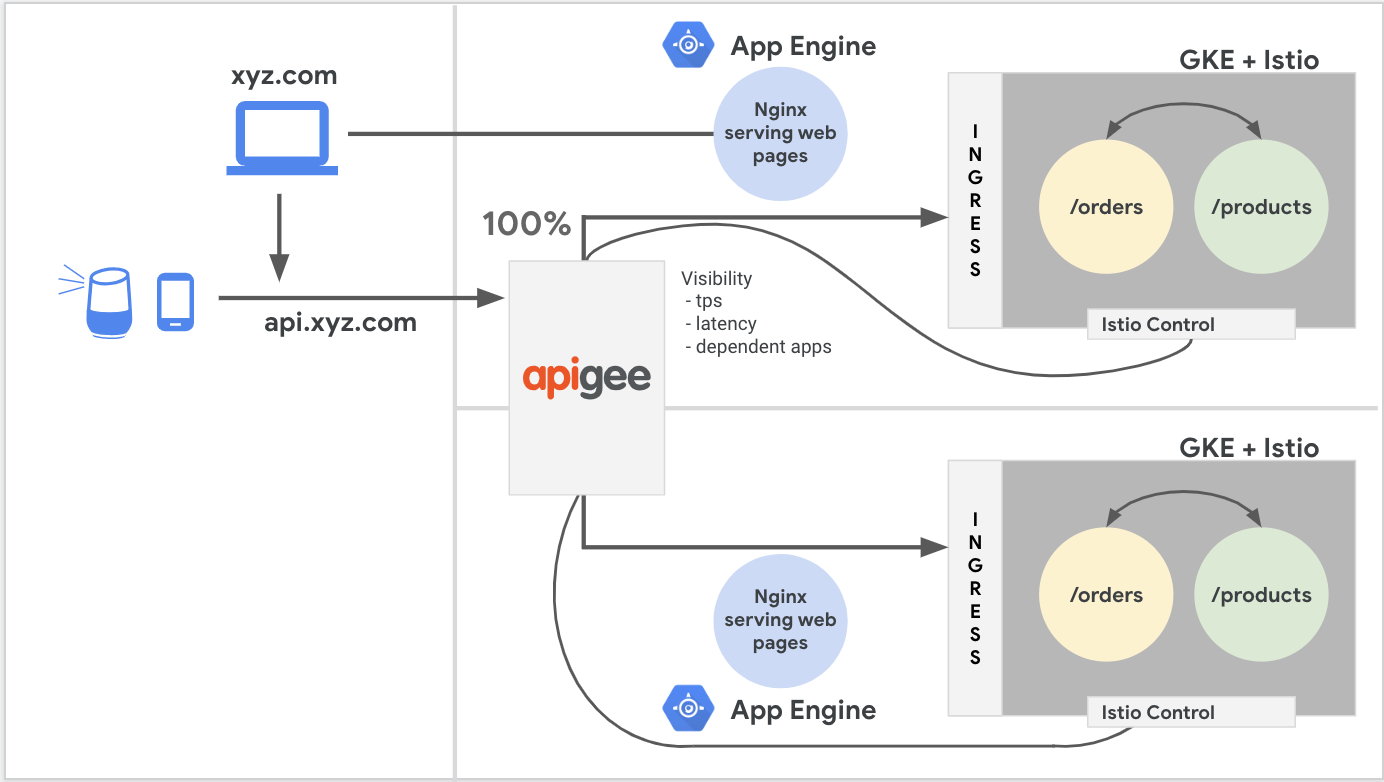 xyz.com
api.xyz.com
App Engine
Nginx
serving web
pages
100%
apigee
Visibility
- tps
- latency
- dependent apps
GKE + Istio
INGRESS
/orders
/products
Istio Control
GKE + Istio
INGRESS
/orders
/products
Istio Control
Nginx
serving web
pages
App Engine